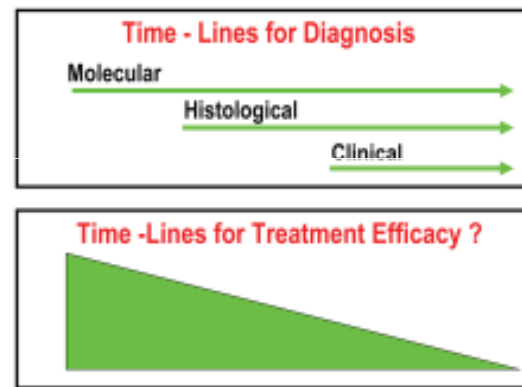 Time - Lines for Diagnosis
Molecular
Histological
Clinical
Time -Lines for Treatment Efficacy ?